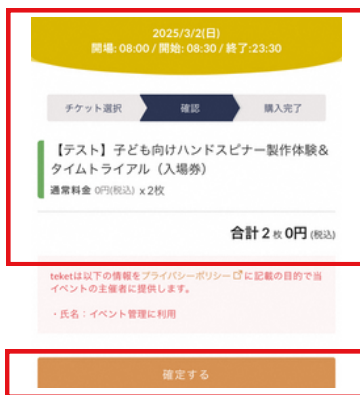 2025/3/2(日)
開場: 08:00 / 開始: 08:30 / 終了:23:30
チケット選択 確認 購入完了
【テスト】子ども向けハンドスピナー製作体験&
タイムトライアル（入場券）
通常料金 0円(税込) x 2枚
合計 2 枚 0円 (税込)
teketは以下の情報をプライバシーポリシーに記載の目的で当
イベントの主催者に提供します。
・氏名：イベント管理に利用
確定する